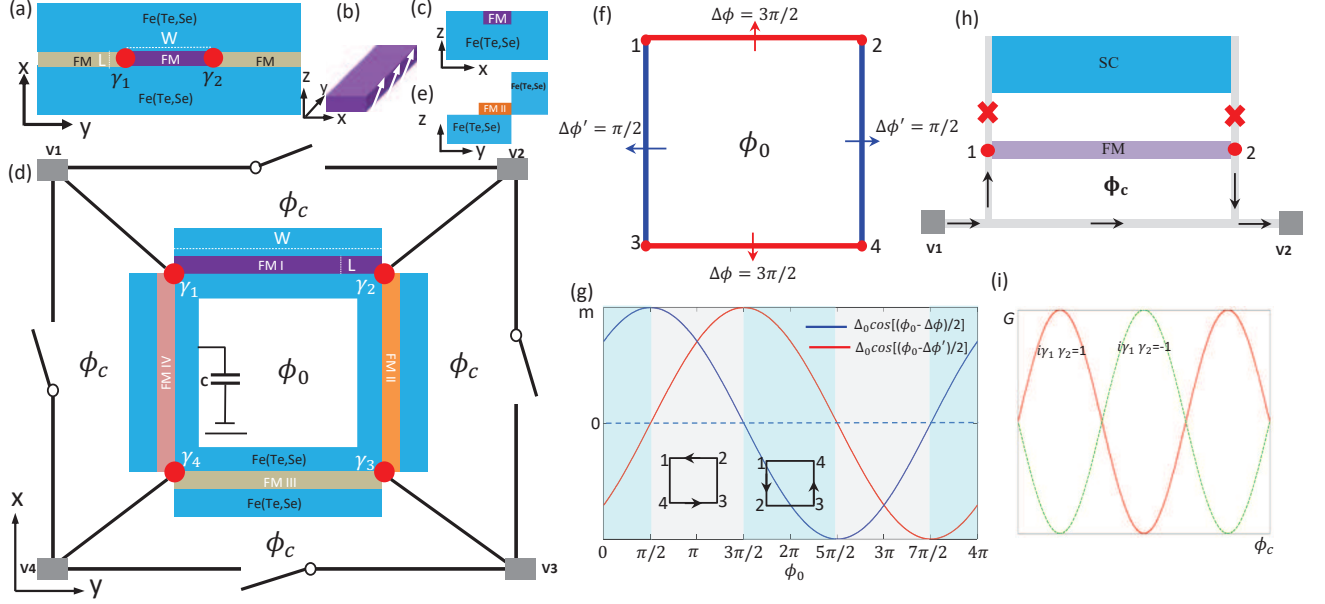 (a)
Fe(Te,Se)
W
FM L FM FM
γ1 γ2
Fe(Te,Se)
x
y
(b)
z
y
x
(c)
FM
Fe(Te,Se)
z
x
(e)
Fe(Te,Se)
FM II
Fe(Te,Se)
z
y
(d)
V1
V2
ϕc
W
FM I L
γ1 γ2
ϕc
FM IV
C
ϕ0
FM II
ϕc
γ4 γ3
Fe(Te,Se)
FM III
Fe(Te,Se)
ϕc
V4
V3
X
y
(f)
Δϕ = 3π/2
1 2
Δϕ′ = π/2
ϕ0
Δϕ′ = π/2
3 4
Δϕ = 3π/2
(g)
m
Δ0cos[(ϕ0- Δϕ)/2]
Δ0cos[(ϕ0-Δϕ′)/2]
0
1 2
4 3
1 4
2 3
0 π/2 π 3π/2 2π 5π/2 3π 7π/2 4π
ϕ0
(h)
SC
1 FM 2
ϕc
V1
V2
(i)
G
iγ1 γ2=1
iγ1 γ2=-1
ϕc